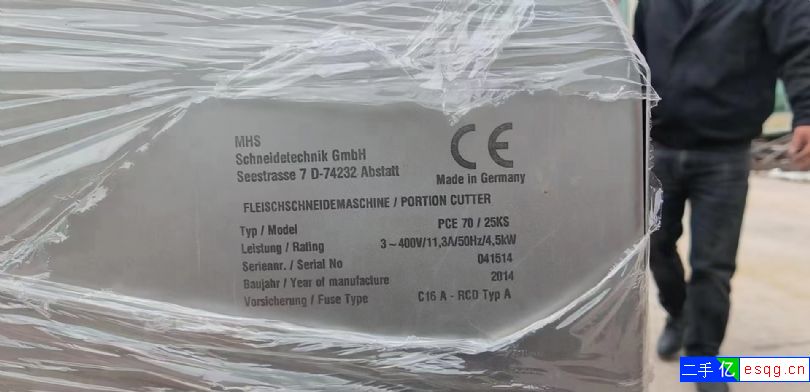 MHS
Schneidetechnik GmbH
Seestrasse 7 D-74232 Abstatt
CE
Made in Germany
FLEISCHSCHNEIDEMASCHINE / PORTION CUTTER
Typ / Model PCE 70 / 25KS
Leistung / Rating 3~400V/11,3A/50Hz/4,5kW
Serienr. / Serial No 041514
Baujahr / Year of manufacture 2014
Vorsicherung / Fuse Type C16 A - RCD Typ A
二手亿 esqg.cn